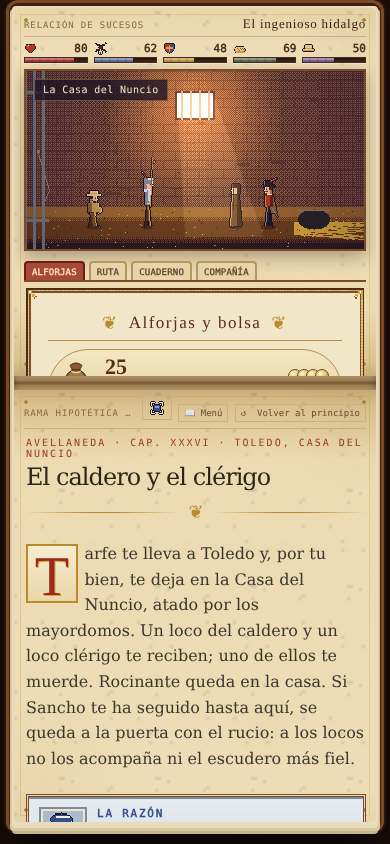 RELACIÓN DE SUCESOS
El ingenioso hidalgo
80 62 48 69 50
La Casa del Nuncio
ALFORJAS RUTA CUADERNO COMPAÑÍA
Alforjas y bolsa
25
RAMA HIPOTÉTICA …
Menú
Volver al principio
AVELLANEDA · CAP. XXXVI · TOLEDO, CASA DEL
NUNCIO
El caldero y el clérigo
Tarfe te lleva a Toledo y, por tu
bien, te deja en la Casa del
Nuncio, atado por los
mayordomos. Un loco del caldero y un
loco clérigo te reciben; uno de ellos te
muerde. Rocinante queda en la casa. Si
Sancho te ha seguido hasta aquí, se
queda a la puerta con el rucio: a los locos
no los acompaña ni el escudero más fiel.
LA RAZÓN